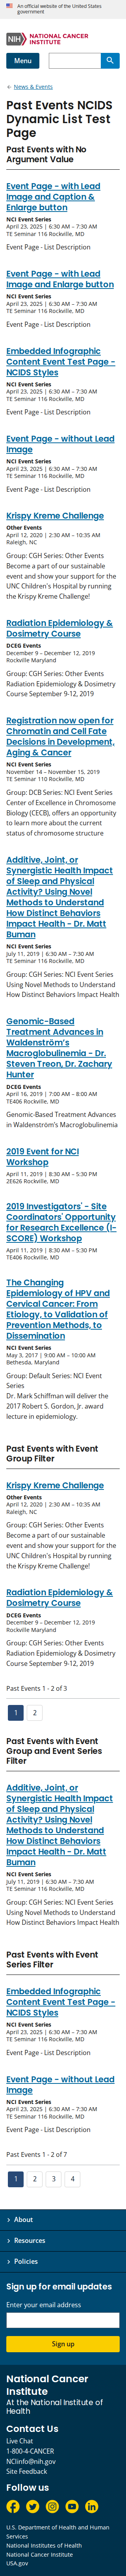 An official website of the United States government
NIH NATIONAL CANCER INSTITUTE
Menu
← News & Events
Past Events NCIDS
Dynamic List Test
Page
Past Events with No
Argument Value
Event Page - with Lead
Image and Caption &
Enlarge button
NCI Event Series
April 23, 2025 | 6:30 AM – 7:30 AM
TE Seminar 116 Rockville, MD
Event Page - List Description
Event Page - with Lead
Image and Enlarge button
NCI Event Series
April 23, 2025 | 6:30 AM – 7:30 AM
TE Seminar 116 Rockville, MD
Event Page - List Description
Embedded Infographic
Content Event Test Page -
NCIDS Styles
NCI Event Series
April 23, 2025 | 6:30 AM – 7:30 AM
TE Seminar 116 Rockville, MD
Event Page - List Description
Event Page - without Lead
Image
NCI Event Series
April 23, 2025 | 6:30 AM – 7:30 AM
TE Seminar 116 Rockville, MD
Event Page - List Description
Krispy Kreme Challenge
Other Events
April 12, 2020 | 2:30 AM – 10:35 AM
Raleigh, NC
Group: CGH Series: Other Events
Become a part of our sustainable
event and show your support for the
UNC Children's Hospital by running
the Krispy Kreme Challenge!
Radiation Epidemiology &
Dosimetry Course
DCEG Events
December 9 – December 12, 2019
Rockville Maryland
Group: CGH Series: Other Events
Radiation Epidemiology & Dosimetry
Course September 9-12, 2019
Registration now open for
Chromatin and Cell Fate
Decisions in Development,
Aging & Cancer
NCI Event Series
November 14 – November 15, 2019
TE Seminar 110 Rockville, MD
Group: DCB Series: NCI Event Series
Center of Excellence in Chromosome
Biology (CECB), offers an opportunity
to learn more about the current
status of chromosome structure
Additive, Joint, or
Synergistic Health Impact
of Sleep and Physical
Activity? Using Novel
Methods to Understand
How Distinct Behaviors
Impact Health - Dr. Matt
Buman
NCI Event Series
July 11, 2019 | 6:30 AM – 7:30 AM
TE Seminar 116 Rockville, MD
Group: CGH Series: NCI Event Series
Using Novel Methods to Understand
How Distinct Behaviors Impact Health
Genomic-Based
Treatment Advances in
Waldenström's
Macroglobulinemia - Dr.
Steven Treon, Dr. Zachary
Hunter
DCEG Events
April 16, 2019 | 7:00 AM – 8:00 AM
TE406 Rockville, MD
Genomic-Based Treatment Advances
in Waldenström's Macroglobulinemia
2019 Event for NCI
Workshop
April 11, 2019 | 8:30 AM – 5:30 PM
2E626 Rockville, MD
2019 Investigators' - Site
Coordinators' Opportunity
for Research Excellence (I-
SCORE) Workshop
April 11, 2019 | 8:30 AM – 5:30 PM
TE406 Rockville, MD
The Changing
Epidemiology of HPV and
Cervical Cancer: From
Etiology, to Validation of
Prevention Methods, to
Dissemination
NCI Event Series
May 3, 2017 | 9:00 AM – 10:00 AM
Bethesda, Maryland
Group: Default Series: NCI Event
Series
Dr. Mark Schiffman will deliver the
2017 Robert S. Gordon, Jr. award
lecture in epidemiology.
Past Events with Event
Group Filter
Krispy Kreme Challenge
Other Events
April 12, 2020 | 2:30 AM – 10:35 AM
Raleigh, NC
Group: CGH Series: Other Events
Become a part of our sustainable
event and show your support for the
UNC Children's Hospital by running
the Krispy Kreme Challenge!
Radiation Epidemiology &
Dosimetry Course
DCEG Events
December 9 – December 12, 2019
Rockville Maryland
Group: CGH Series: Other Events
Radiation Epidemiology & Dosimetry
Course September 9-12, 2019
Past Events 1 - 2 of 3
1 2
Past Events with Event
Group and Event Series
Filter
Additive, Joint, or
Synergistic Health Impact
of Sleep and Physical
Activity? Using Novel
Methods to Understand
How Distinct Behaviors
Impact Health - Dr. Matt
Buman
NCI Event Series
July 11, 2019 | 6:30 AM – 7:30 AM
TE Seminar 116 Rockville, MD
Group: CGH Series: NCI Event Series
Using Novel Methods to Understand
How Distinct Behaviors Impact Health
Past Events with Event
Series Filter
Embedded Infographic
Content Event Test Page -
NCIDS Styles
NCI Event Series
April 23, 2025 | 6:30 AM – 7:30 AM
TE Seminar 116 Rockville, MD
Event Page - List Description
Event Page - without Lead
Image
NCI Event Series
April 23, 2025 | 6:30 AM – 7:30 AM
TE Seminar 116 Rockville, MD
Event Page - List Description
Past Events 1 - 2 of 7
1 2 3 4
About
Resources
Policies
Sign up for email updates
Enter your email address
Sign up
National Cancer
Institute
At the National Institutes of
Health
Contact Us
Live Chat
1-800-4-CANCER
NCIinfo@nih.gov
Site Feedback
Follow us
U.S. Department of Health and Human
Services
National Institutes of Health
National Cancer Institute
USA.gov